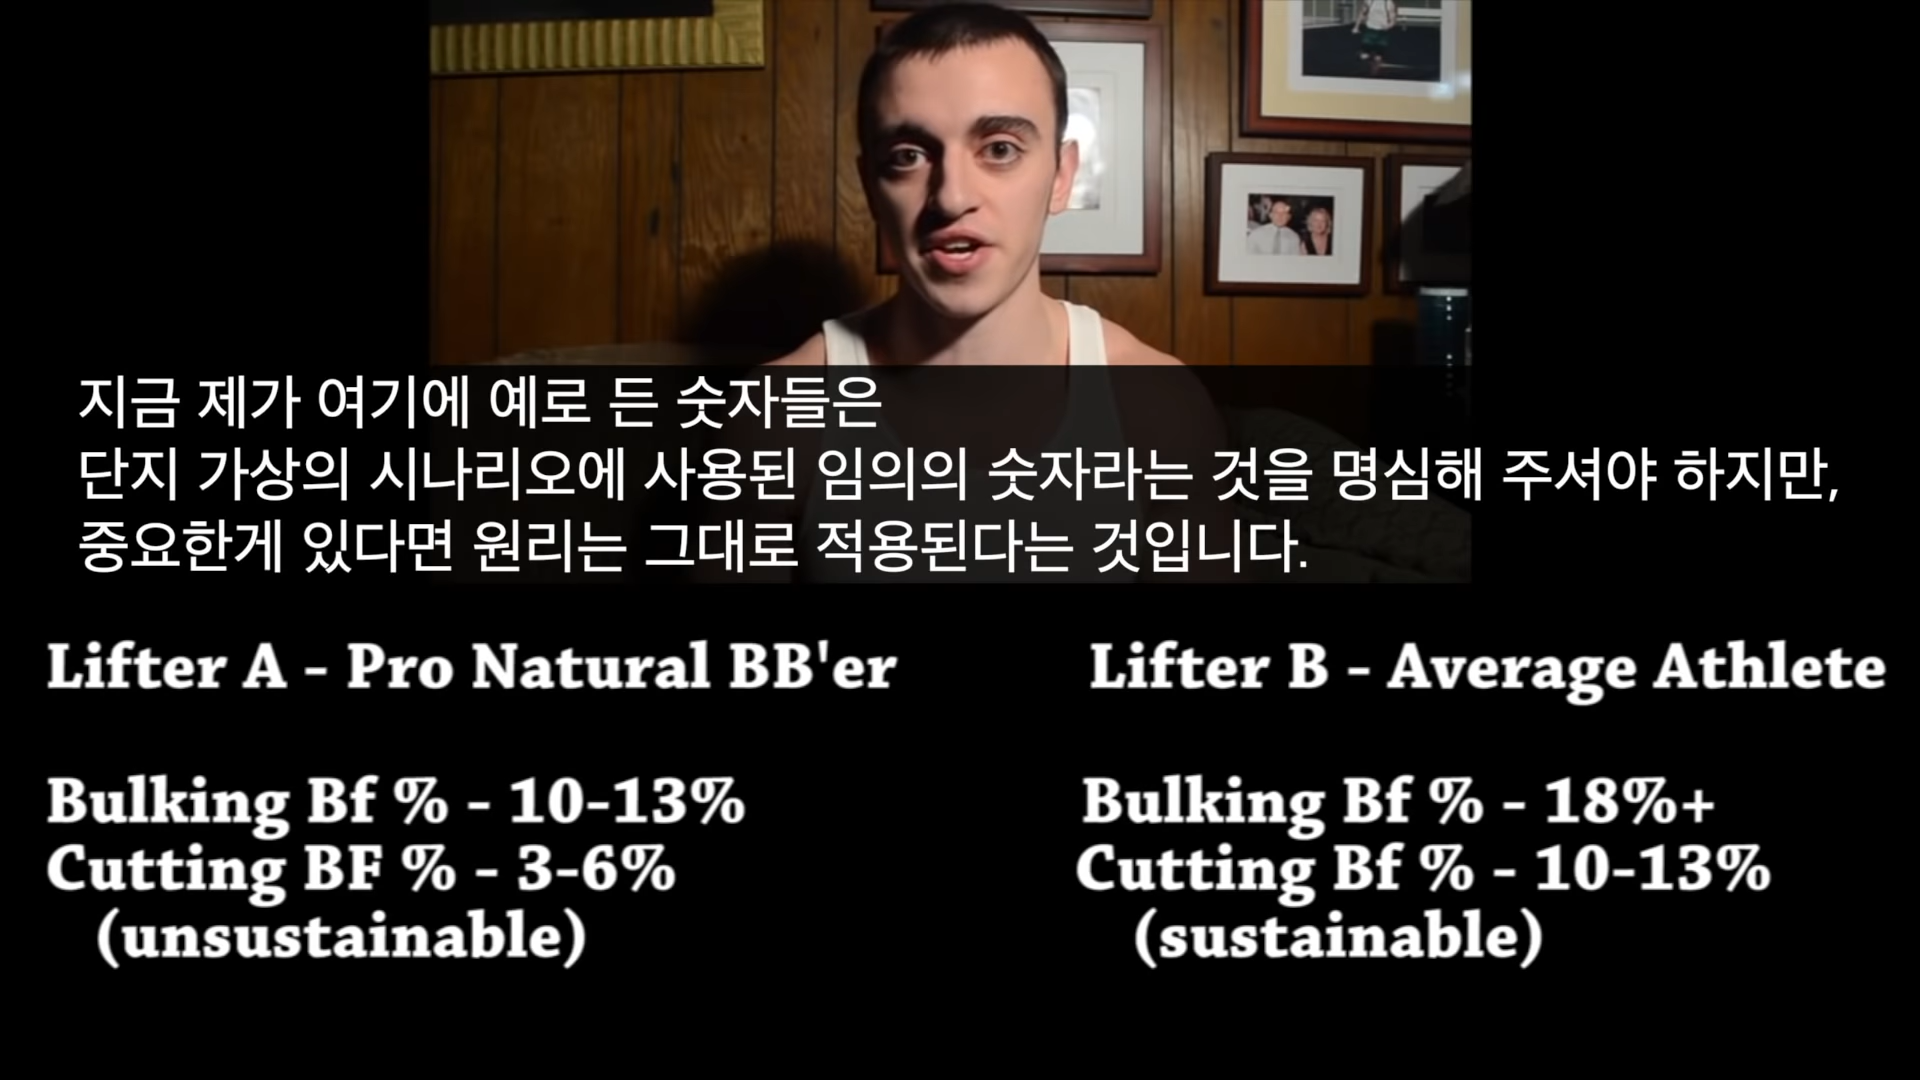 지금 제가 여기에 예로 든 숫자들은
단지 가상의 시나리오에 사용된 임의의 숫자라는 것을 명심해 주셔야 하지만,
중요한게 있다면 원리는 그대로 적용된다는 것입니다.
Lifter A - Pro Natural BB'er
Bulking Bf % - 10-13%
Cutting BF % - 3-6%
(unsustainable)
Lifter B - Average Athlete
Bulking Bf % - 18%+
Cutting Bf % - 10-13%
(sustainable)